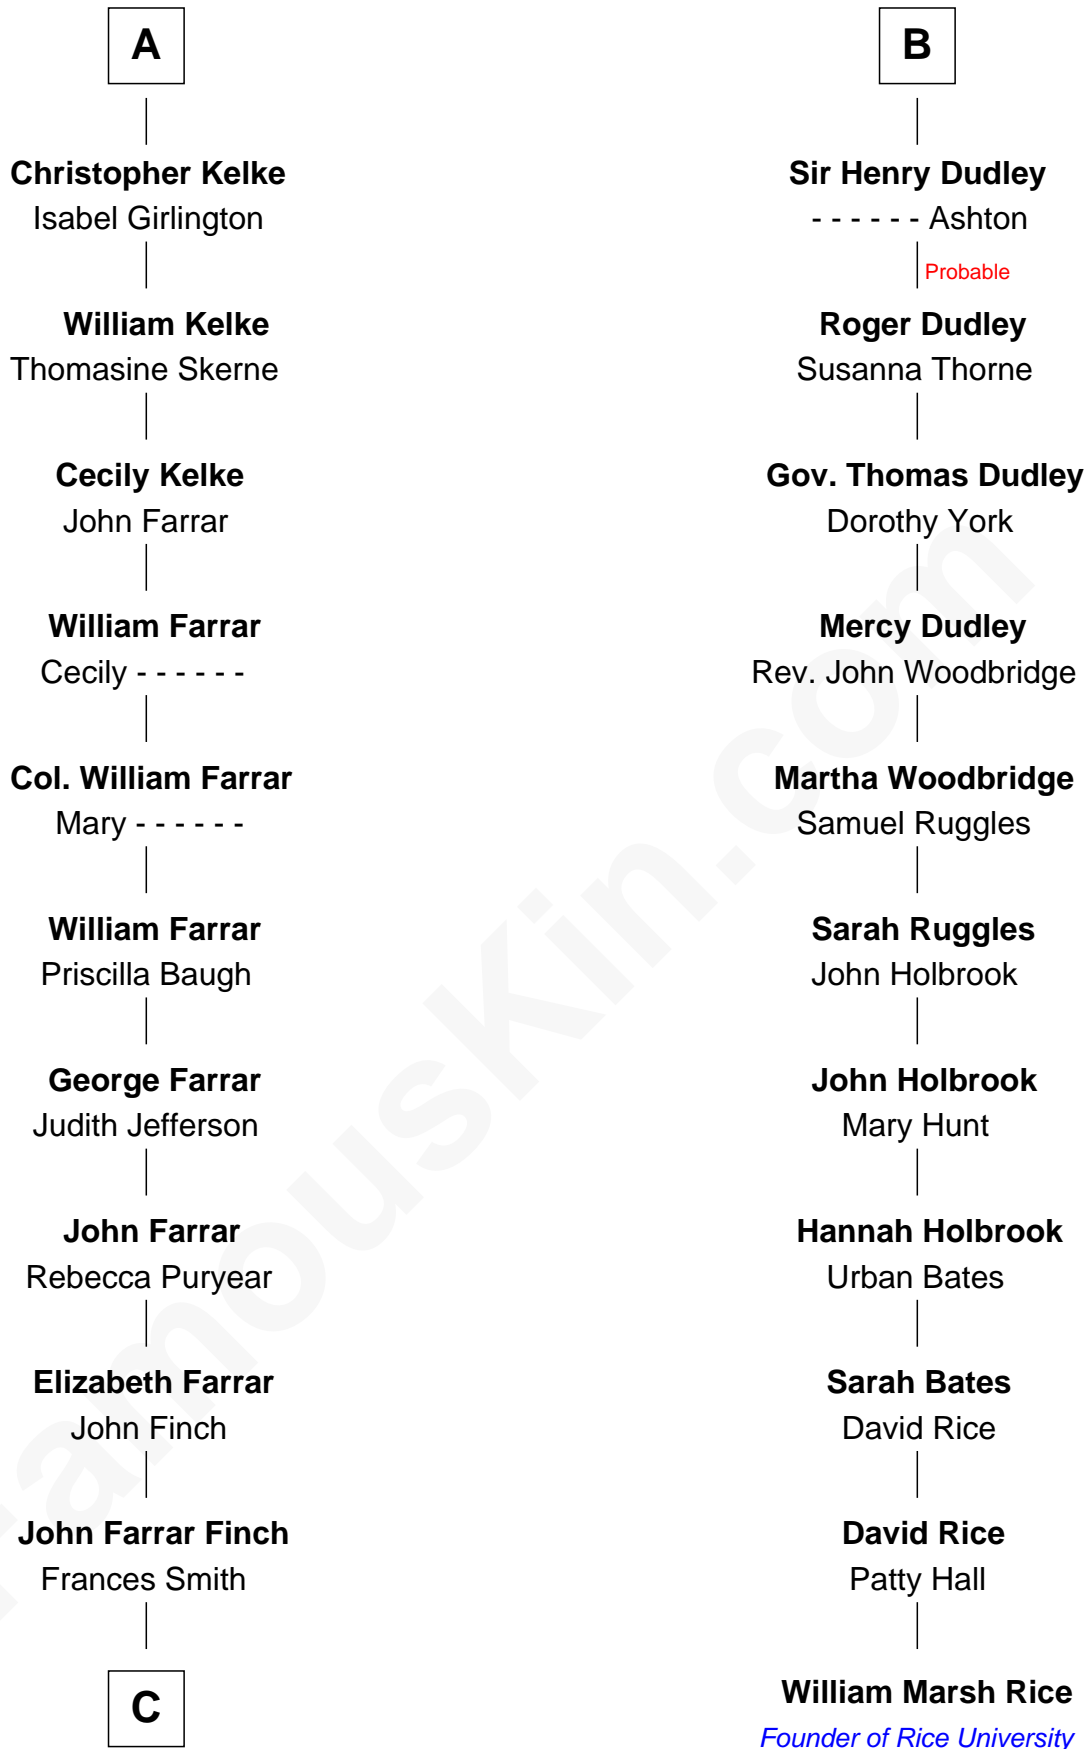 A
Christopher Kelke
Isabel Girlington
William Kelke
Thomasine Skerne
Cecily Kelke
John Farrar
William Farrar
Cecily - - - - - -
Col. William Farrar
Mary - - - - - -
William Farrar
Priscilla Baugh
George Farrar
Judith Jefferson
John Farrar
Rebecca Puryear
Elizabeth Farrar
John Finch
John Farrar Finch
Frances Smith
C
B
Sir Henry Dudley
- - - - - - Ashton
Probable
Roger Dudley
Susanna Thorne
Gov. Thomas Dudley
Dorothy York
Mercy Dudley
Rev. John Woodbridge
Martha Woodbridge
Samuel Ruggles
Sarah Ruggles
John Holbrook
John Holbrook
Mary Hunt
Hannah Holbrook
Urban Bates
Sarah Bates
David Rice
David Rice
Patty Hall
William Marsh Rice
Founder of Rice University
FamousKin.com